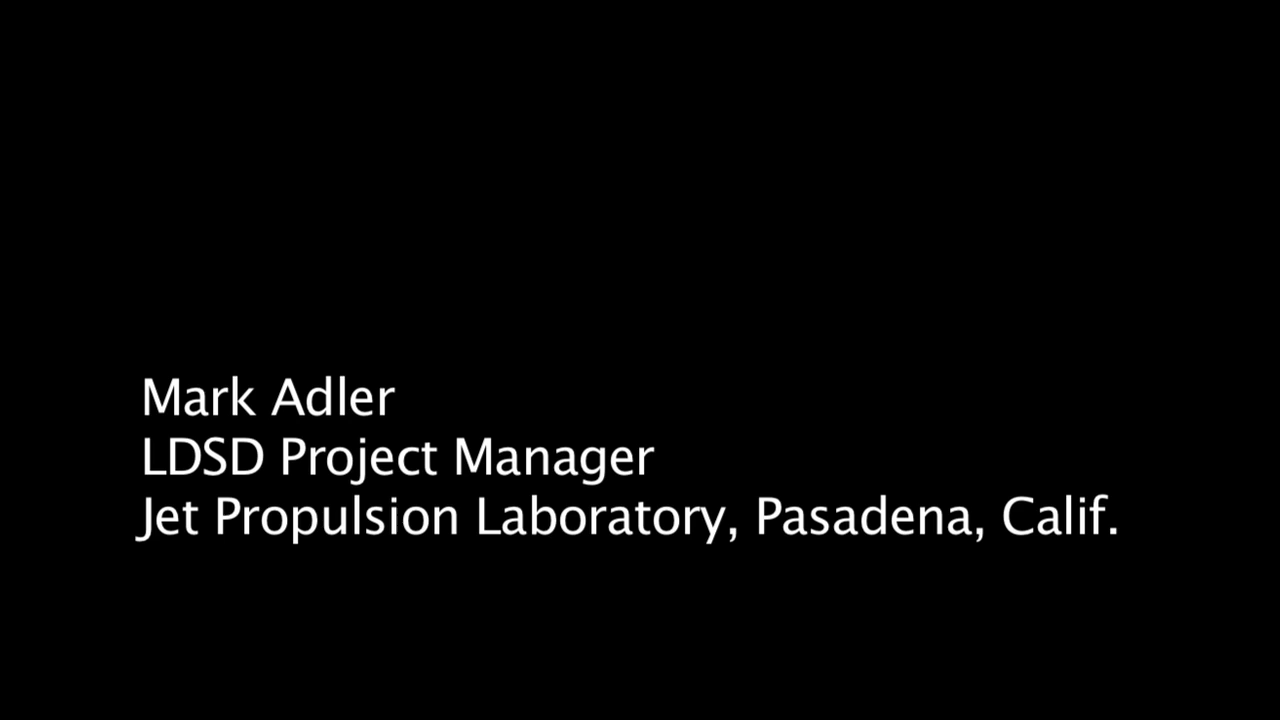 Mark Adler
LDSD Project Manager
Jet Propulsion Laboratory, Pasadena, Calif.